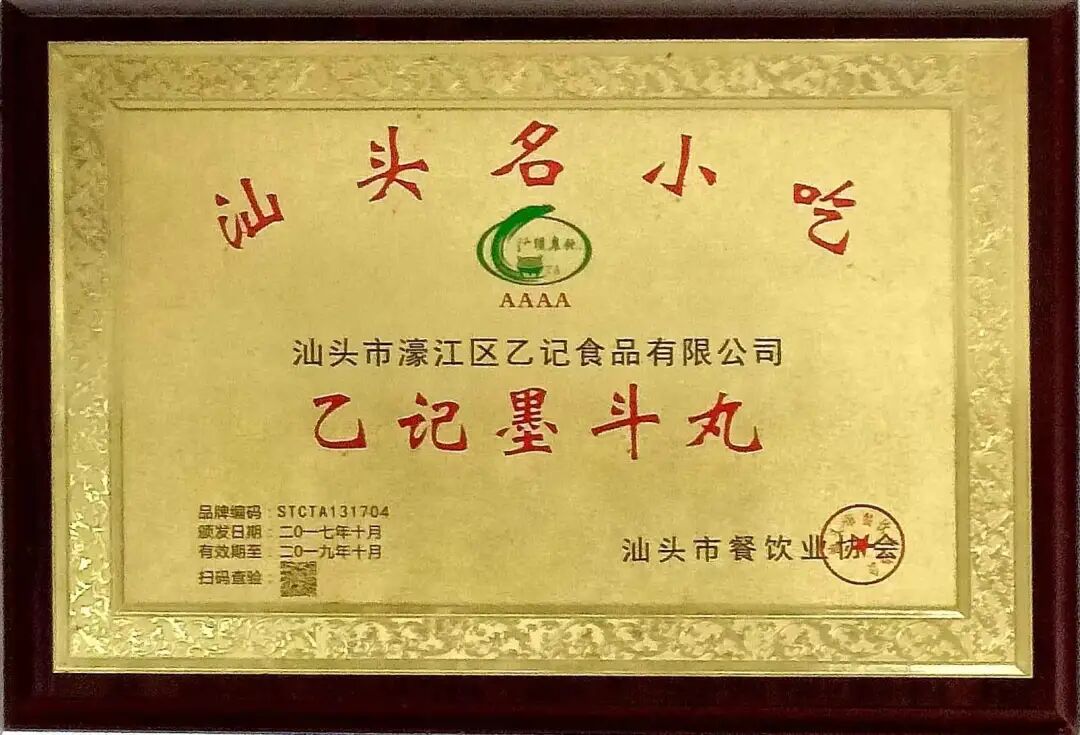 汕头名小吃
AAAA
汕头市濠江区乙记食品有限公司
乙记墨斗丸
品牌编码：STCTA131704
颁发日期：二0一七年十月
有效期至：二0一九年十月
扫码查验：
汕头市餐饮业协会